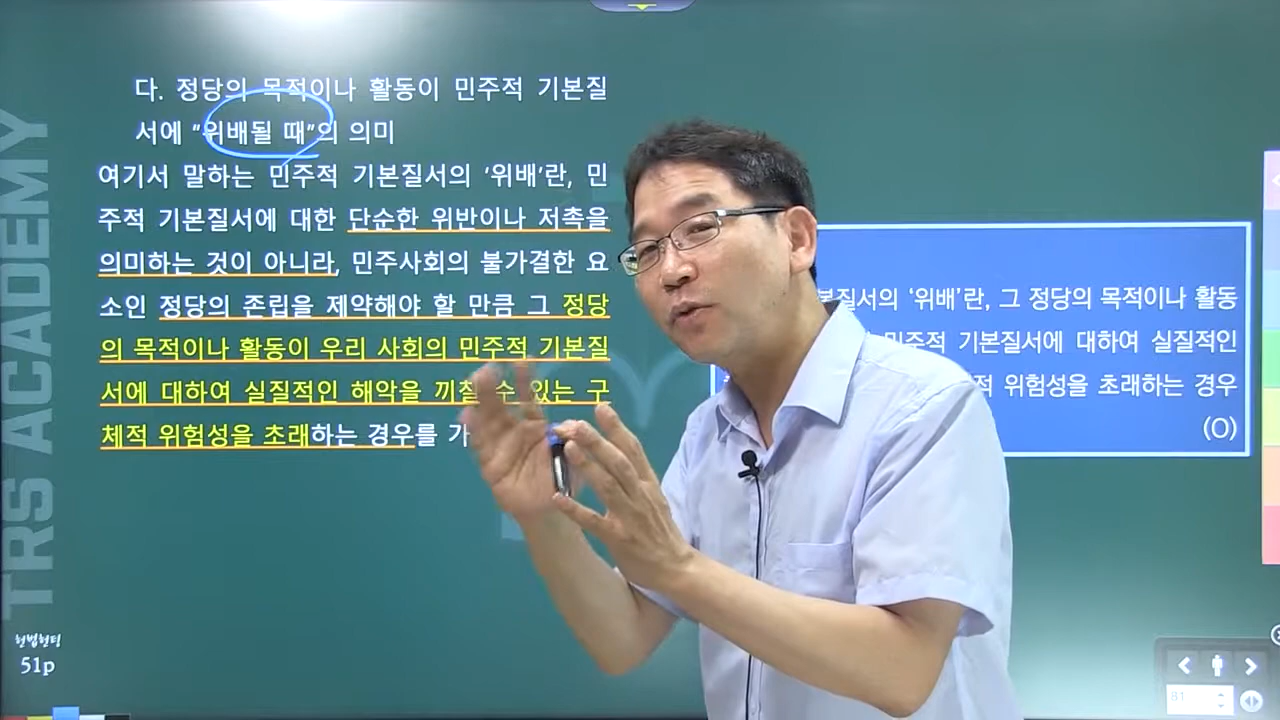 다. 정당의 목적이나 활동이 민주적 기본질
서에 "위배될 때"의 의미
여기서 말하는 민주적 기본질서의 '위배'란, 민
주적 기본질서에 대한 단순한 위반이나 저촉을
의미하는 것이 아니라, 민주사회의 불가결한 요
소인 정당의 존립을 제약해야 할 만큼 그 정당
의 목적이나 활동이 우리 사회의 민주적 기본질
서에 대하여 실질적인 해악을 끼칠 수 있는 구
체적 위험성을 초래하는 경우를 가
본질서의 '위배'란, 그 정당의 목적이나 활동
민주적 기본질서에 대하여 실질적인
위험성을 초래하는 경우
(O)
TRS ACADEMY
헌법헌팅
51p
81